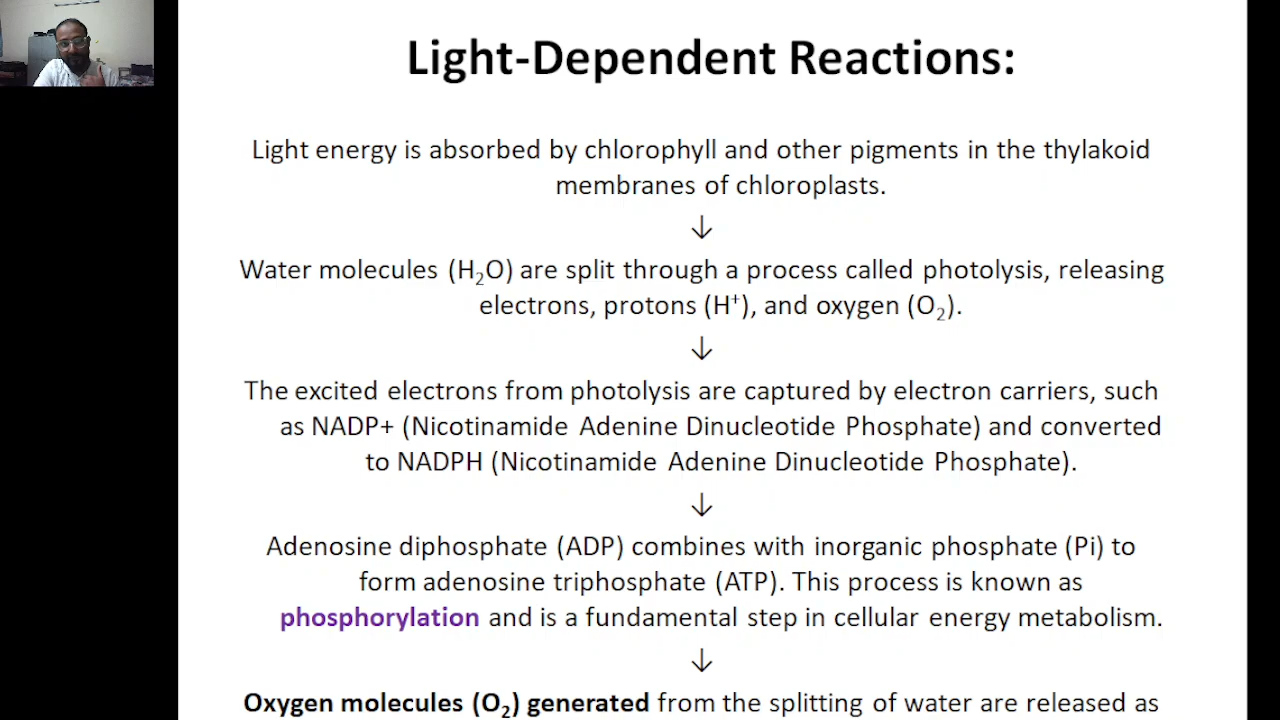 Light-Dependent Reactions:
Light energy is absorbed by chlorophyll and other pigments in the thylakoid
membranes of chloroplasts.
↓
Water molecules (H₂O) are split through a process called photolysis, releasing
electrons, protons (H⁺), and oxygen (O₂).
↓
The excited electrons from photolysis are captured by electron carriers, such
as NADP+ (Nicotinamide Adenine Dinucleotide Phosphate) and converted
to NADPH (Nicotinamide Adenine Dinucleotide Phosphate).
↓
Adenosine diphosphate (ADP) combines with inorganic phosphate (Pi) to
form adenosine triphosphate (ATP). This process is known as
phosphorylation and is a fundamental step in cellular energy metabolism.
↓
Oxygen molecules (O₂) generated from the splitting of water are released as